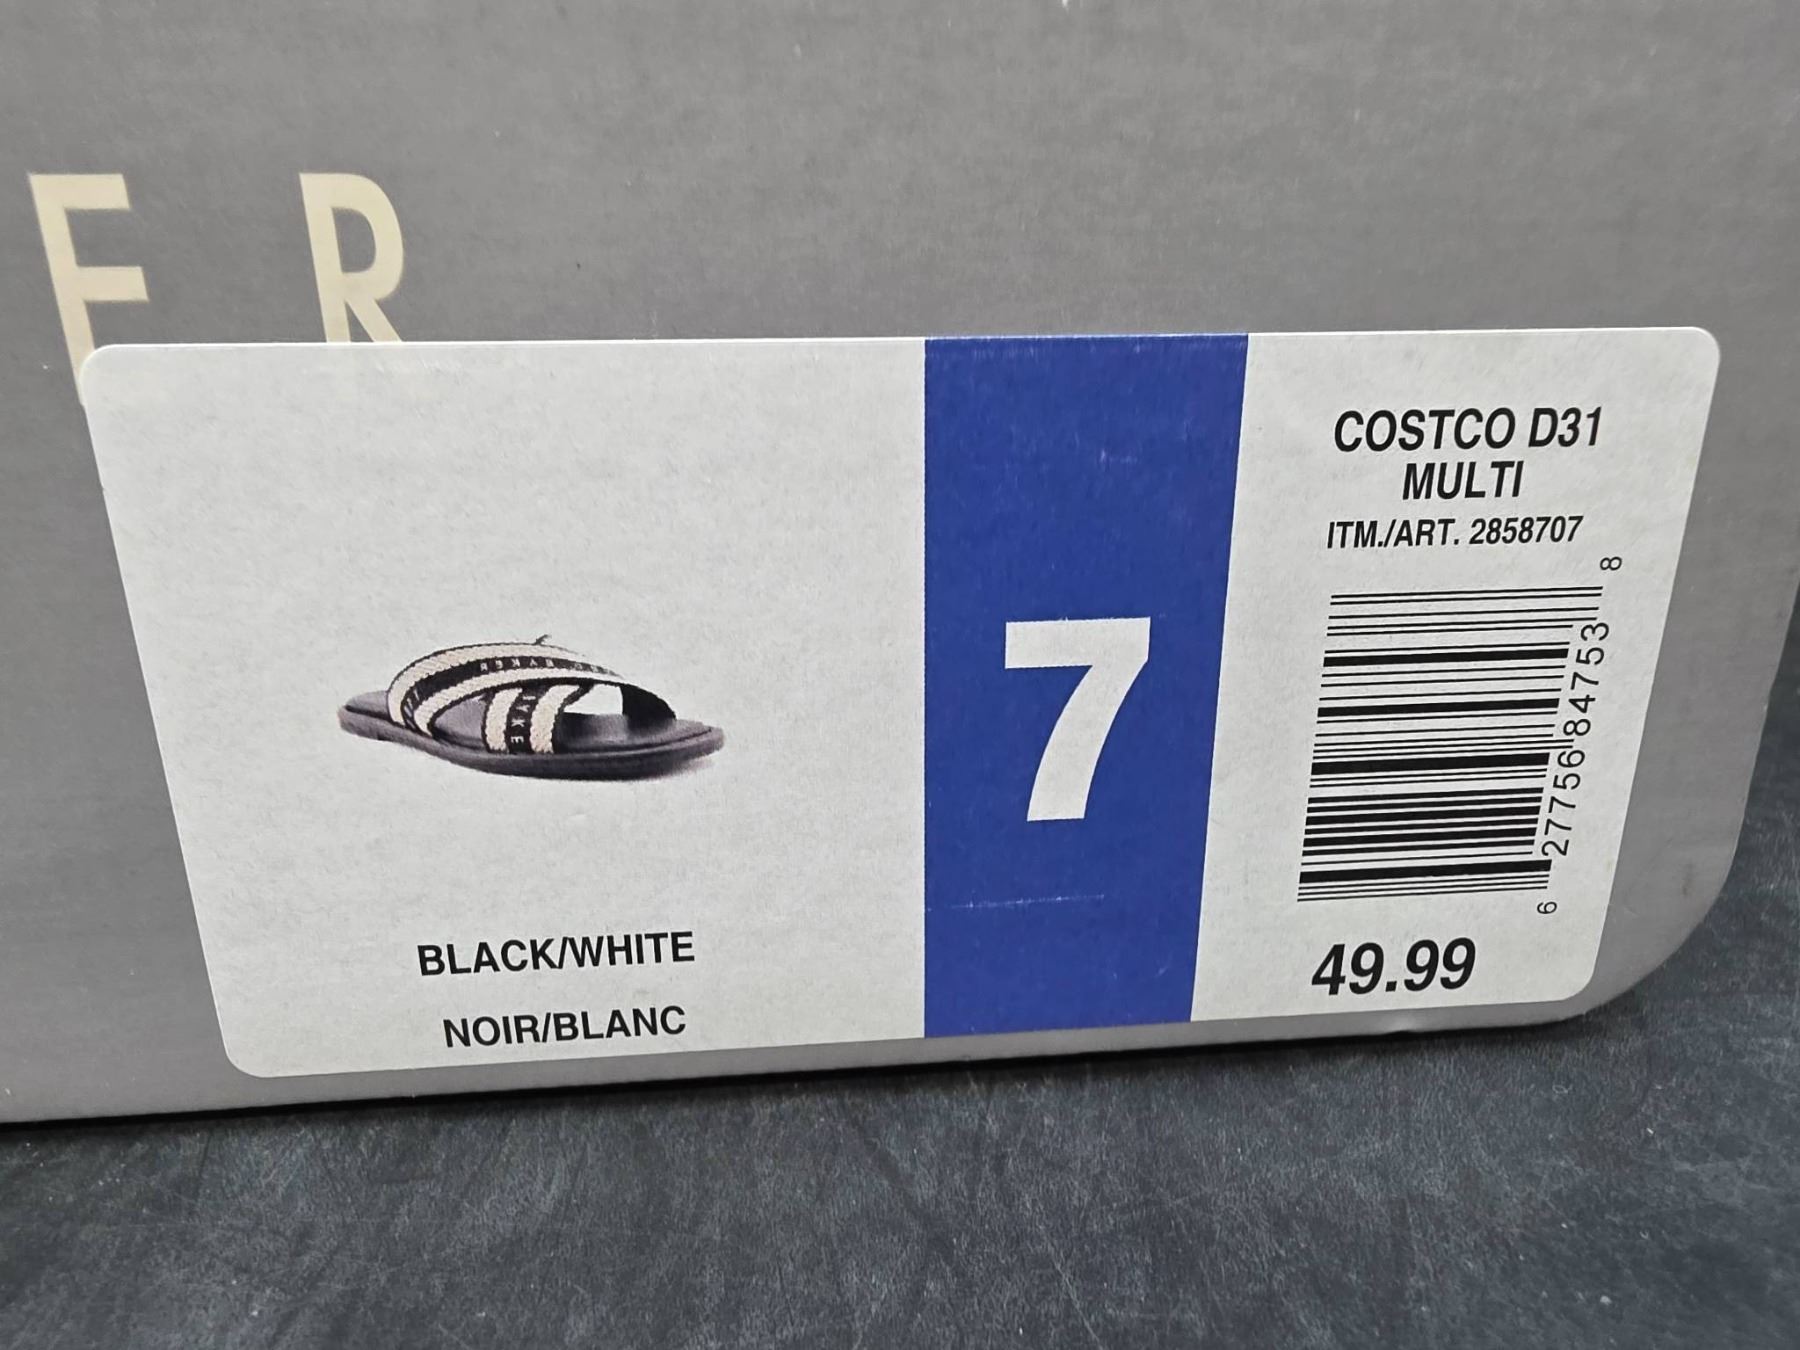 E R
COSTCO D31
MULTI
ITM./ART. 2858707
6 27756 84753 8
7
49.99
BLACK/WHITE
NOIR/BLANC